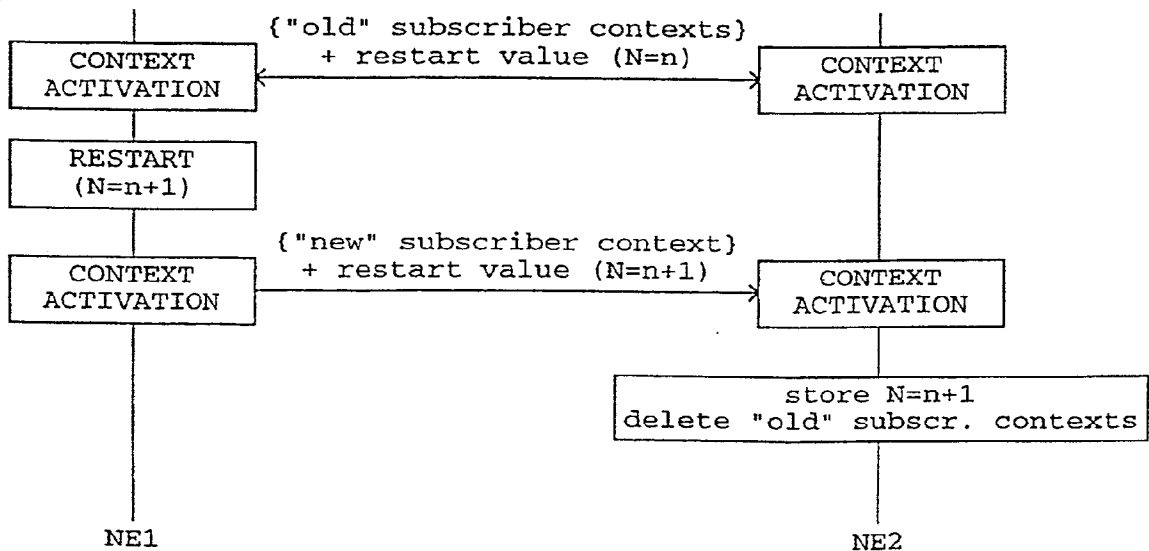 {"old" subscriber contexts}
+ restart value (N=n)
CONTEXT
ACTIVATION
CONTEXT
ACTIVATION
RESTART
(N=n+1)
{"new" subscriber context}
+ restart value (N=n+1)
CONTEXT
ACTIVATION
CONTEXT
ACTIVATION
store N=n+1
delete "old" subscr. contexts
NE1
NE2